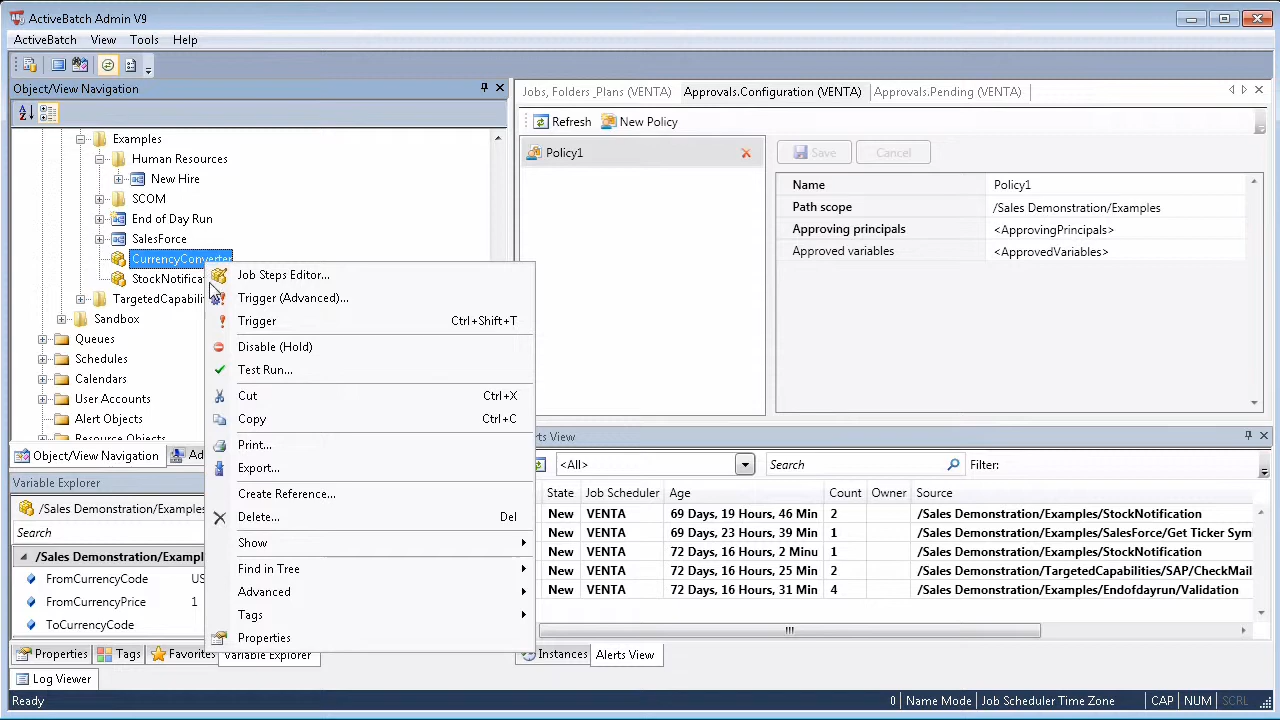 ActiveBatch Admin V9
ActiveBatch View Tools Help
Object/View Navigation
Examples
Human Resources
New Hire
SCOM
End of Day Run
SalesForce
CurrencyConverter
StockNotificat
TargetedCapabiliti
Sandbox
Queues
Schedules
Calendars
User Accounts
Alert Objects
Resource Objects
Object/View Navigation Ad
Variable Explorer
/Sales Demonstration/Examples
Search
/Sales Demonstration/Exampl
FromCurrencyCode US
FromCurrencyPrice 1
ToCurrencyCode
Properties Tags Favorites Variable Explorer
Log Viewer
Ready
Job Steps Editor...
Trigger (Advanced)...
Trigger Ctrl+Shift+T
Disable (Hold)
Test Run...
Cut Ctrl+X
Copy Ctrl+C
Print...
Export...
Create Reference...
Delete... Del
Show
Find in Tree
Advanced
Tags
Properties
Jobs, Folders ,Plans (VENTA) Approvals.Configuration (VENTA) Approvals.Pending (VENTA)
Refresh New Policy
Policy1
Save Cancel
Name Policy1
Path scope /Sales Demonstration/Examples
Approving principals <ApprovingPrincipals>
Approved variables <ApprovedVariables>
rts View
<All> Search Filter:
State Job Scheduler Age Count Owner Source
New VENTA 69 Days, 19 Hours, 46 Min 2 /Sales Demonstration/Examples/StockNotification
New VENTA 69 Days, 23 Hours, 39 Min 1 /Sales Demonstration/Examples/SalesForce/Get Ticker Sym
New VENTA 72 Days, 16 Hours, 2 Minu 1 /Sales Demonstration/Examples/StockNotification
New VENTA 72 Days, 16 Hours, 25 Min 2 /Sales Demonstration/TargetedCapabilities/SAP/CheckMail
New VENTA 72 Days, 16 Hours, 31 Min 4 /Sales Demonstration/Examples/Endofdayrun/Validation
Instances Alerts View
0 Name Mode Job Scheduler Time Zone CAP NUM SCRL